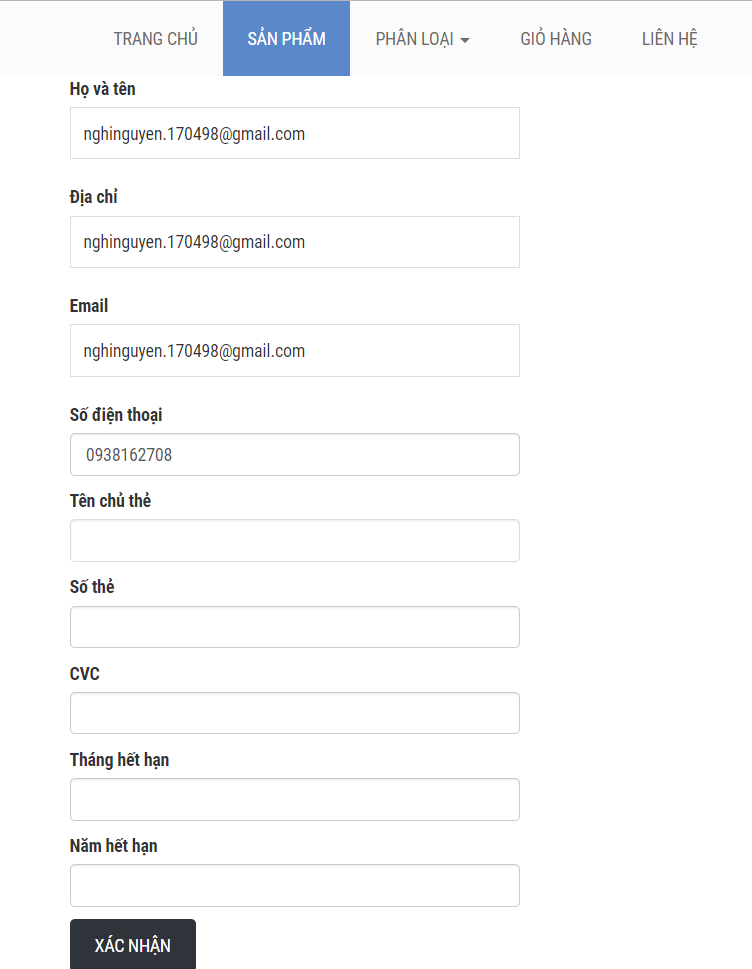 TRANG CHỦ SẢN PHẨM PHÂN LOẠI GIỎ HÀNG LIÊN HỆ
Họ và tên
nghinguyen.170498@gmail.com
Địa chỉ
nghinguyen.170498@gmail.com
Email
nghinguyen.170498@gmail.com
Số điện thoại
0938162708
Tên chủ thẻ
Số thẻ
CVC
Tháng hết hạn
Năm hết hạn
XÁC NHẬN